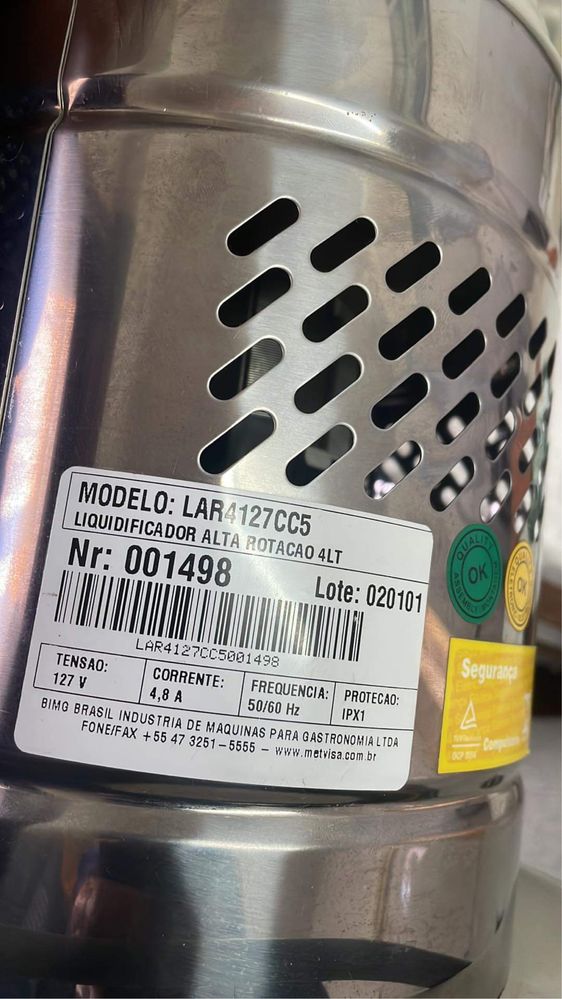 MODELO: LAR4127CC5
LIQUIDIFICADOR ALTA ROTACAO 4LT
Nr: 001498
Lote: 020101
LAR4127CC5001498
TENSAO:
127 V
CORRENTE:
4,8 A
FREQUENCIA:
50/60 Hz
PROTECAO:
IPX1
BIMG BRASIL INDUSTRIA DE MAQUINAS PARA GASTRONOMIA LTDA
FONE/FAX +55 47 3251-5555 - www.metvisa.com.br
QUALITY
OK
ASSEMBLY
OK
Segurança